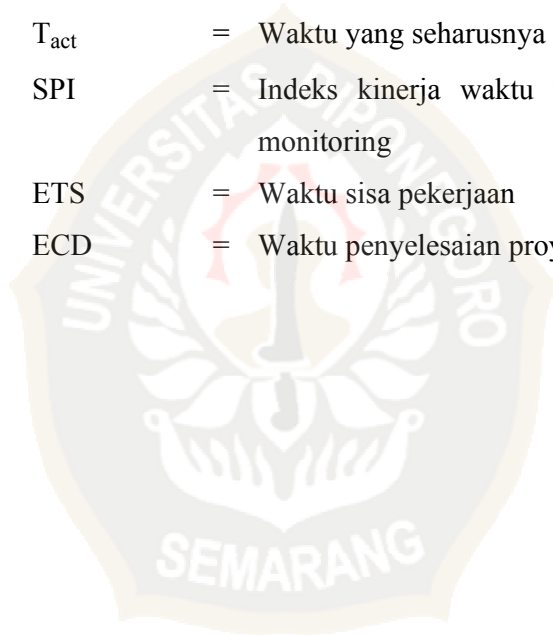 T_act = Waktu yang seharusnya
SPI = Indeks kinerja waktu
monitoring
ETS = Waktu sisa pekerjaan
ECD = Waktu penyelesaian proy
UNIVERSITAS DIPONEGORO
SEMARANG